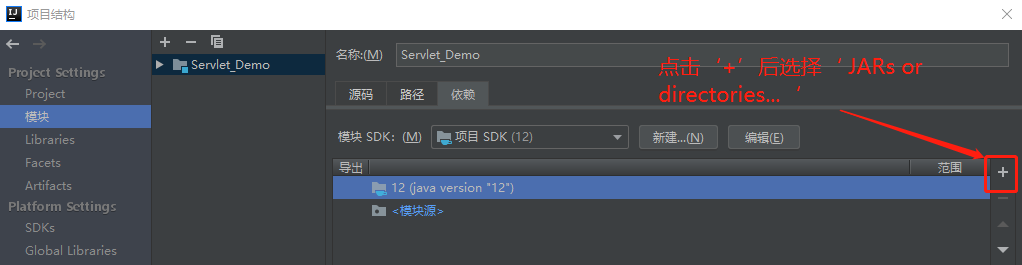 项目结构
Project Settings
Project
模块
Libraries
Facets
Artifacts
Platform Settings
SDKs
Global Libraries
Servlet_Demo
名称:(M) Servlet_Demo
点击‘+’后选择‘JARs or
directories... ’
源码 路径 依赖
模块 SDK: (M) 项目 SDK (12) 新建...(N) 编辑(E)
导出 范围
12 (java version "12")
<模块源>